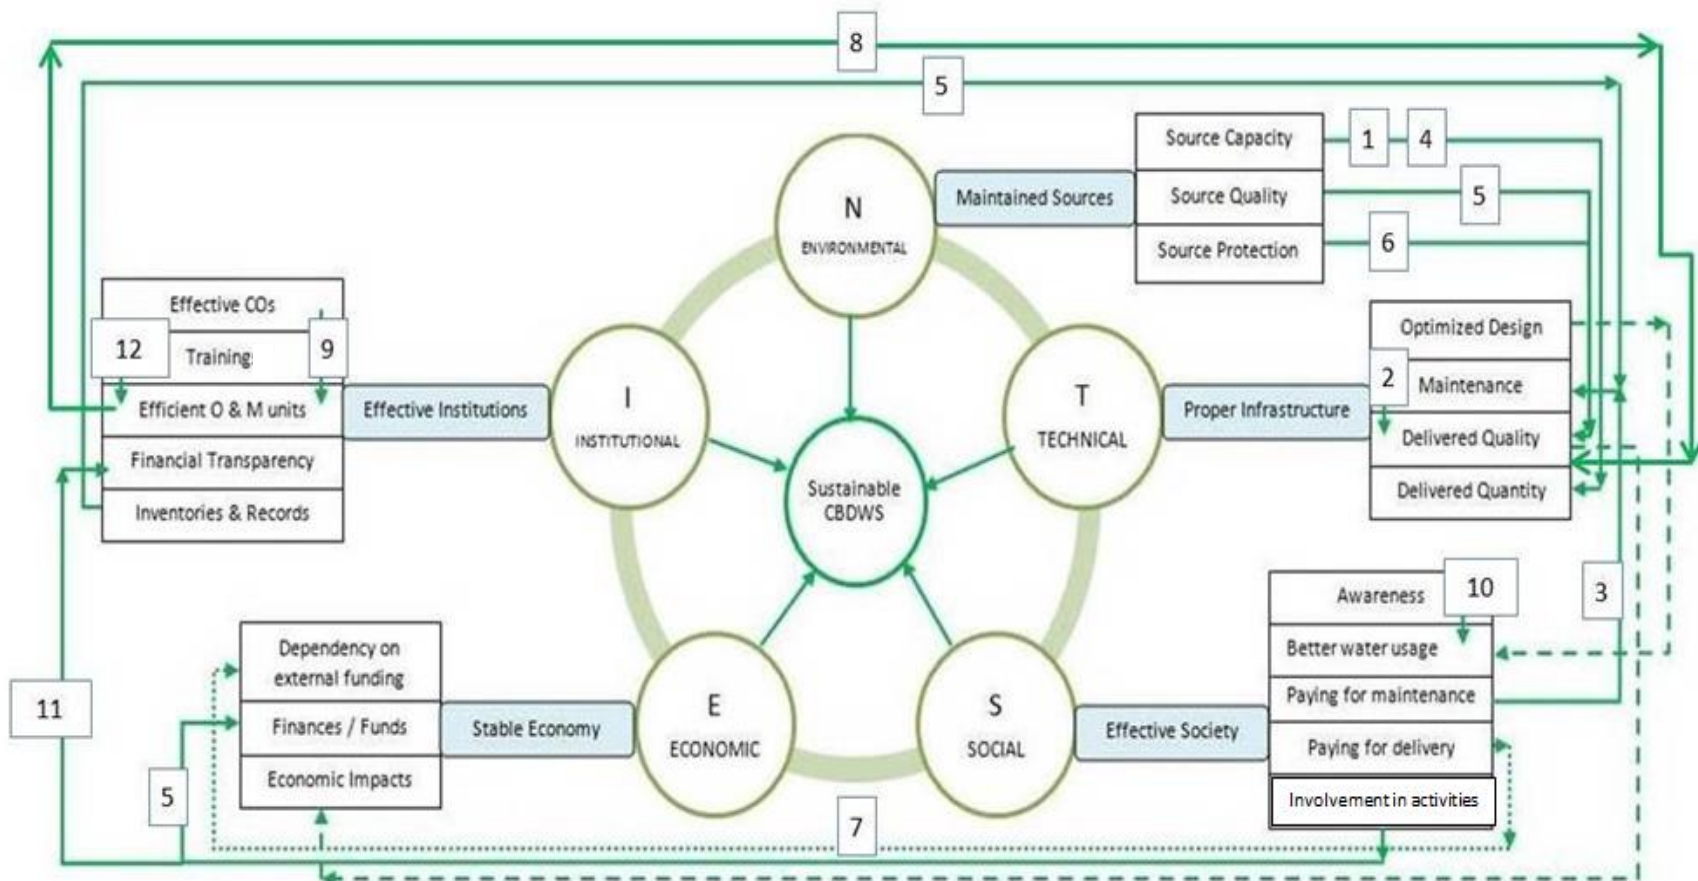 8
5
Source Capacity
1
4
Maintained Sources
Source Quality
5
Source Protection
6
N
ENVIRONMENTAL
Effective COs
Training
12
9
Efficient O & M units
Financial Transparency
Inventories & Records
Effective Institutions
I
INSTITUTIONAL
T
TECHNICAL
Proper Infrastructure
Optimized Design
2
Maintenance
Delivered Quality
Delivered Quantity
Sustainable
CBDWS
11
5
Dependency on
external funding
Finances / Funds
Economic Impacts
Stable Economy
E
ECONOMIC
S
SOCIAL
Effective Society
Awareness
10
3
Better water usage
Paying for maintenance
Paying for delivery
Involvement in activities
7